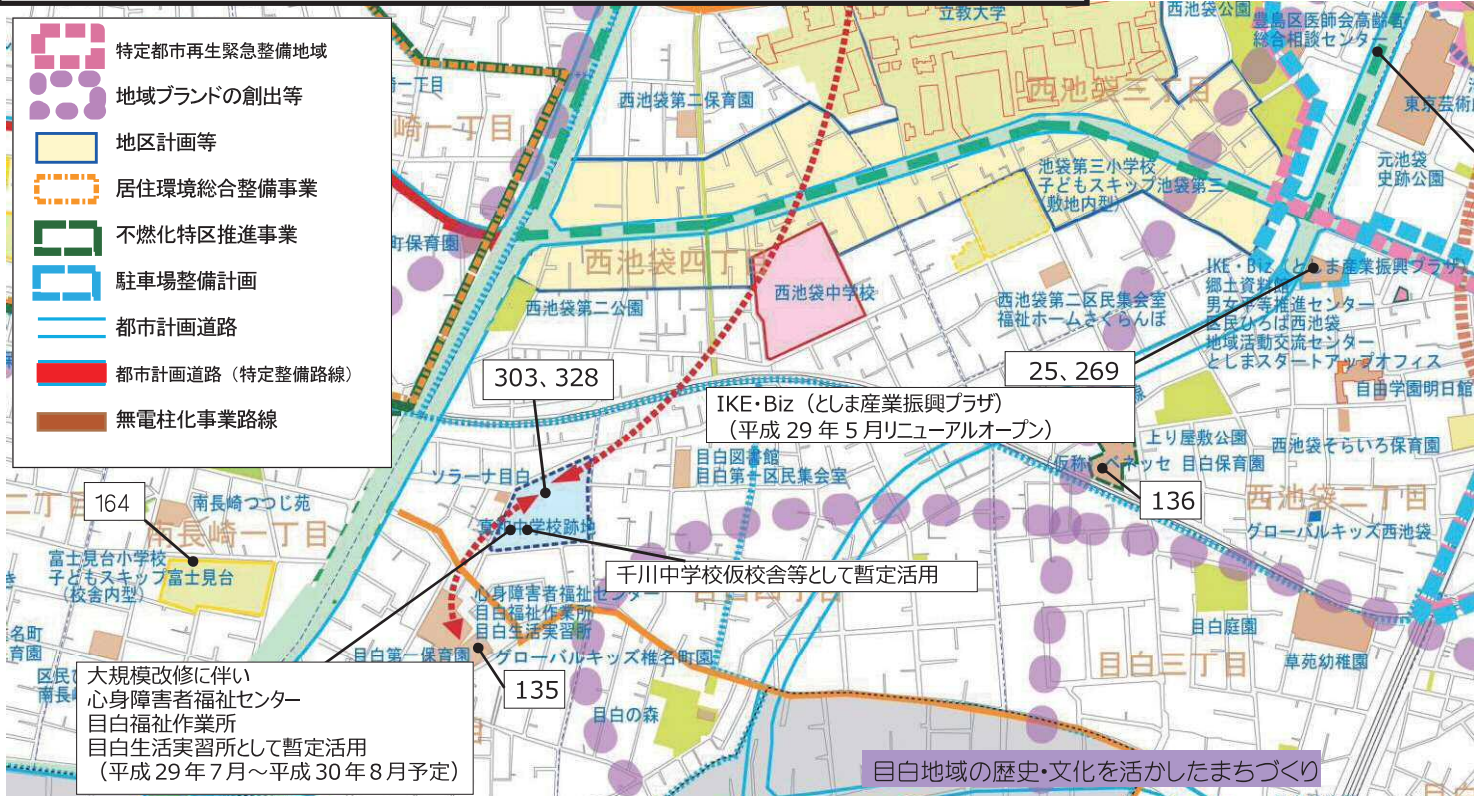 特定都市再生緊急整備地域
地域ブランドの創出等
地区計画等
居住環境総合整備事業
不燃化特区推進事業
駐車場整備計画
都市計画道路
都市計画道路（特定整備路線）
無電柱化事業路線
立教大学
西池袋公園
豊島区医師会高齢者
総合相談センター
西池袋第二保育園
西池袋三丁目
崎一丁目
東京芸術
元池袋
史跡公園
池袋第三小学校
子どもスキップ池袋第三
（敷地内型）
町保育園
西池袋四丁目
西池袋第二公園
西池袋中学校
西池袋第二区民集会室
福祉ホームさくらんぼ
IKE・Biz（としま産業振興プラザ）
郷土資料館
男女平等推進センター
区民ひろば西池袋
地域活動交流センター
としまスタートアップオフィス
自由学園明日館
303、328
25、269
IKE・Biz（としま産業振興プラザ）
（平成 29 年 5 月リニューアルオープン）
上り屋敷公園
西池袋そらいろ保育園
ソラーナ目白
目白図書館
目白第一区民集会室
目白保育園
136
西池袋二丁目
グローバルキッズ西池袋
164
南長崎つつじ苑
南長崎一丁目
富士見台小学校
子どもスキップ富士見台
（校舎内型）
真和中学校跡地
千川中学校仮校舎等として暫定活用
心身障害者福祉センター
目白福祉作業所
目白生活実習所
目白第一保育園
グローバルキッズ椎名町園
135
目白の森
目白庭園
目白三丁目
草苑幼稚園
大規模改修に伴い
心身障害者福祉センター
目白福祉作業所
目白生活実習所として暫定活用
（平成 29 年 7 月～平成 30 年 8 月予定）
目白地域の歴史・文化を活かしたまちづくり